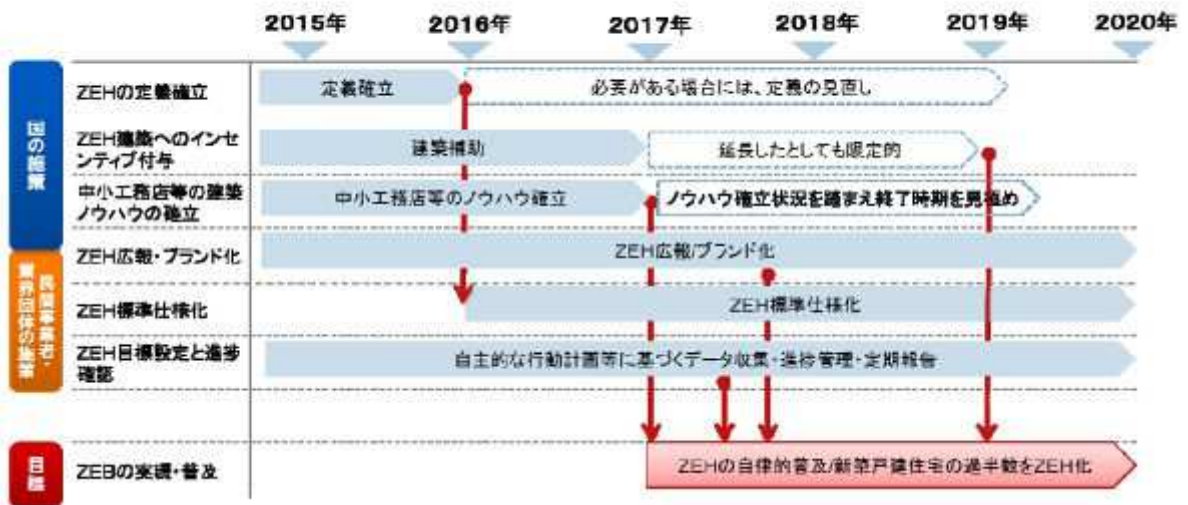 2015年 2016年 2017年 2018年 2019年 2020年
国の施策
ZEHの定義確立
定義確立
必要がある場合には、定義の見直し
ZEH建築へのインセ
ンティブ付与
建築補助
延長したとしても限定的
中小工務店等の建築
ノウハウの確立
中小工務店等のノウハウ確立
ノウハウ確立状況を踏まえ終了時期を見極め
民間事業者・
業界団体の施策
ZEH広報・ブランド化
ZEH広報/ブランド化
ZEH標準仕様化
ZEH標準仕様化
ZEH目標設定と進捗
確認
自主的な行動計画等に基づくデータ収集・進捗管理・定期報告
目標
ZEBの実現・普及
ZEHの自律的普及/新築戸建住宅の過半数をZEH化